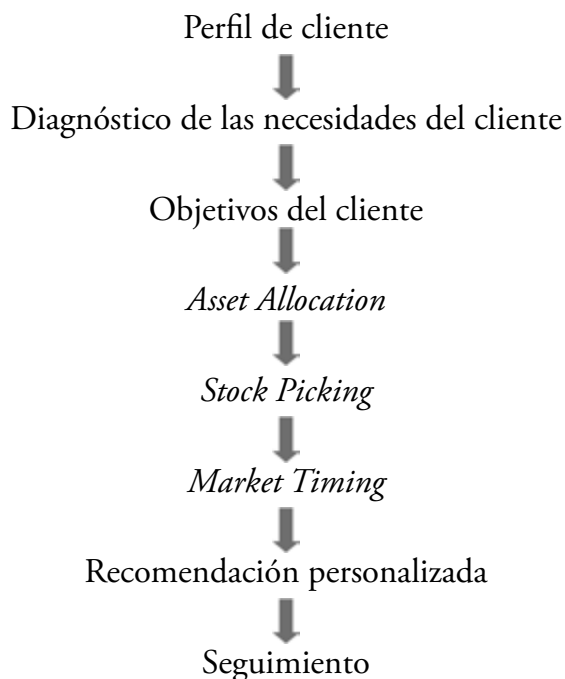 Perfil de cliente
Diagnóstico de las necesidades del cliente
Objetivos del cliente
Asset Allocation
Stock Picking
Market Timing
Recomendación personalizada
Seguimiento